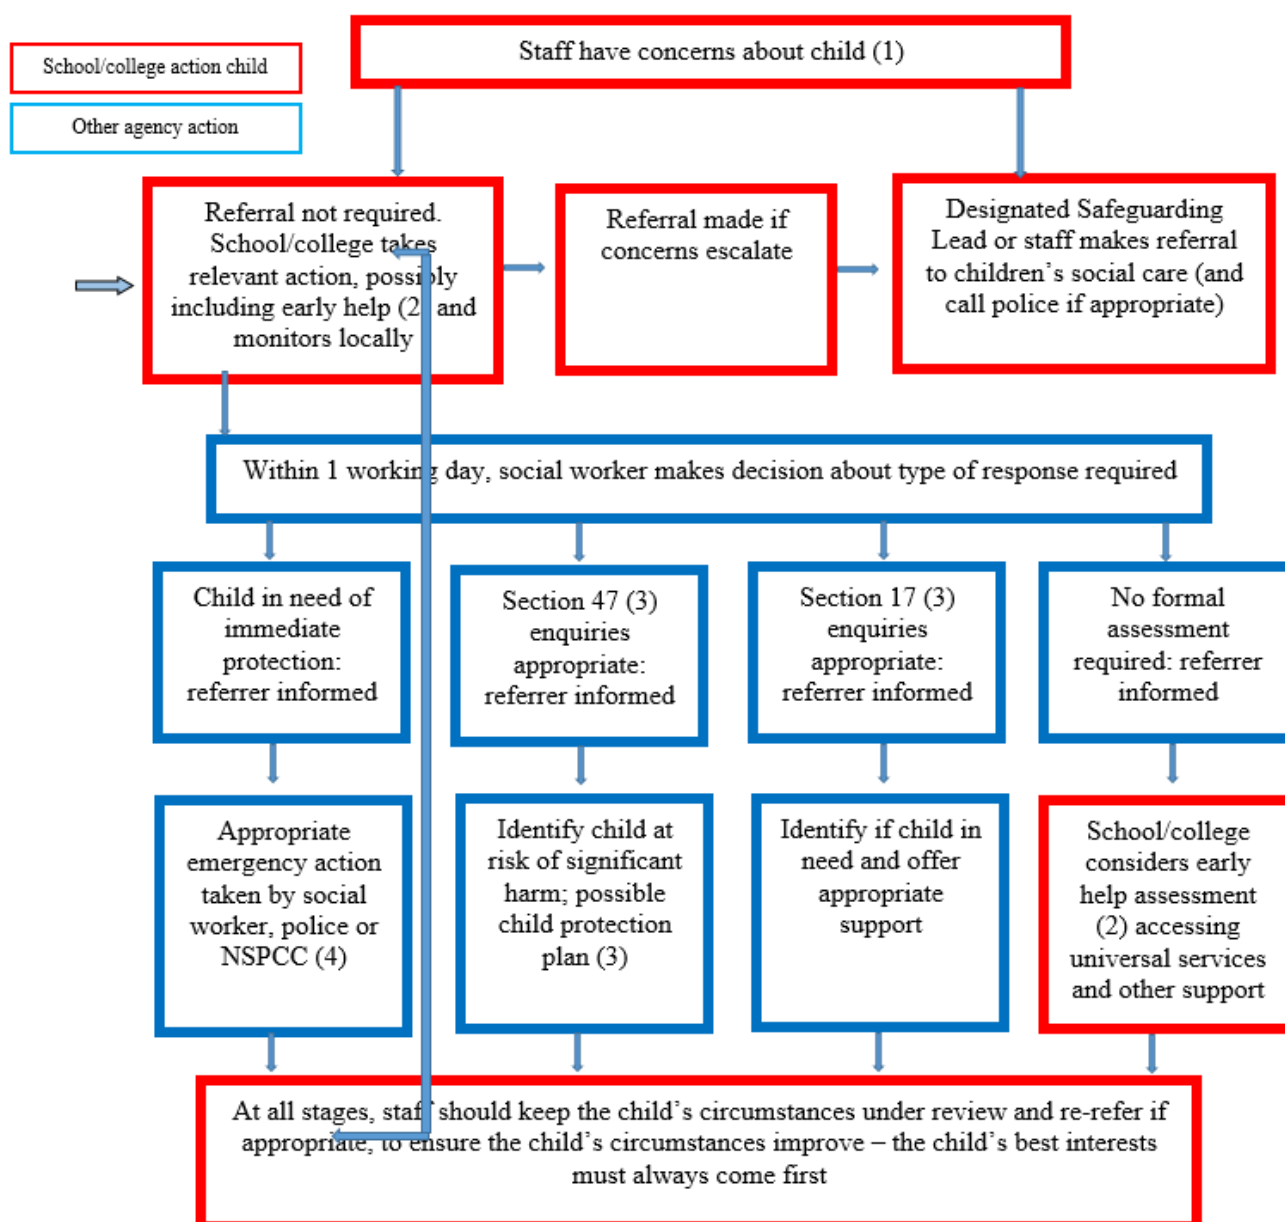 Staff have concerns about child (1)
School/college action child
Other agency action
Referral not required.
School/college takes
relevant action, possibly
including early help (2) and
monitors locally
Referral made if
concerns escalate
Designated Safeguarding
Lead or staff makes referral
to children’s social care (and
call police if appropriate)
Within 1 working day, social worker makes decision about type of response required
Child in need of
immediate
protection:
referrer informed
Section 47 (3)
enquiries
appropriate:
referrer informed
Section 17 (3)
enquiries
appropriate:
referrer informed
No formal
assessment
required: referrer
informed
Appropriate
emergency action
taken by social
worker, police or
NSPCC (4)
Identify child at
risk of significant
harm; possible
child protection
plan (3)
Identify if child in
need and offer
appropriate
support
School/college
considers early
help assessment
(2) accessing
universal services
and other support
At all stages, staff should keep the child’s circumstances under review and re-refer if
appropriate, to ensure the child’s circumstances improve – the child’s best interests
must always come first